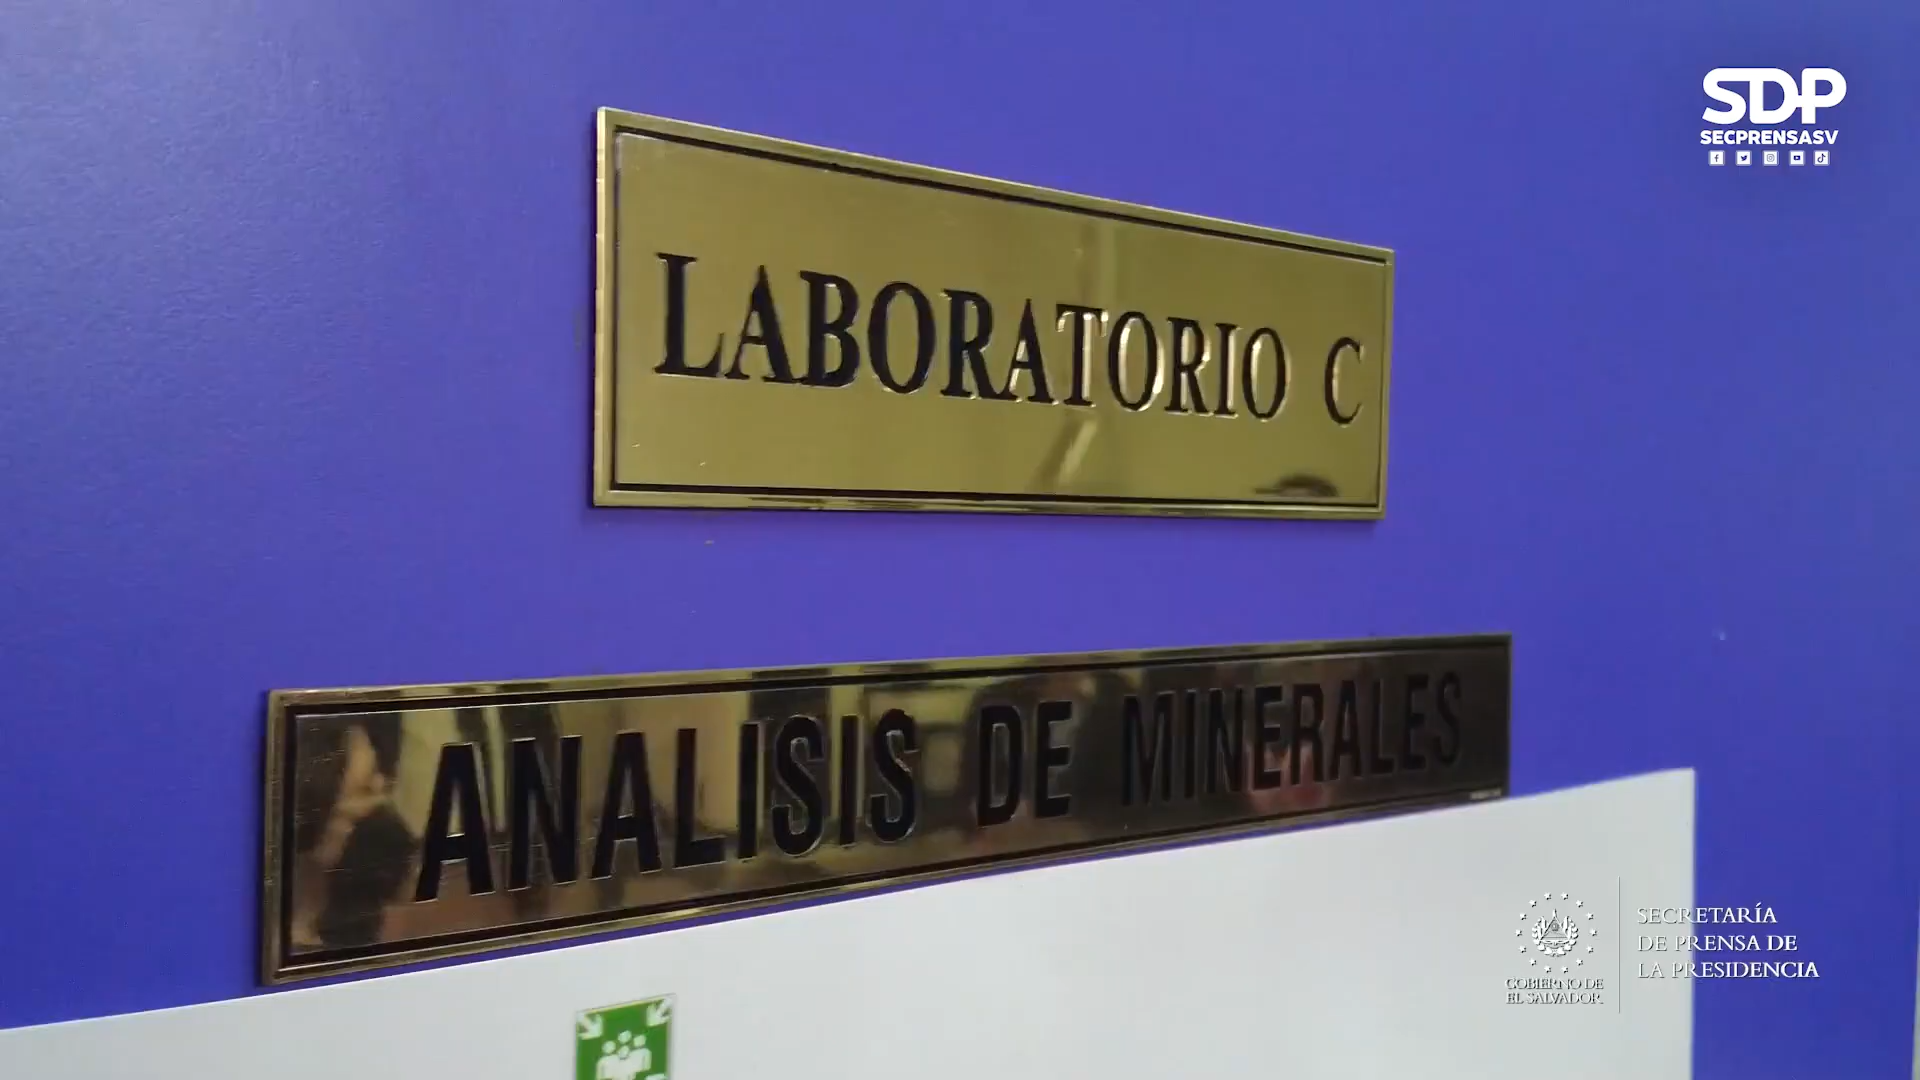 SDP
SECPRENSASV
LABORATORIO C
ANALISIS DE MINERALES
SECRETARÍA
DE PRENSA DE
LA PRESIDENCIA
GOBIERNO DE
EL SALVADOR